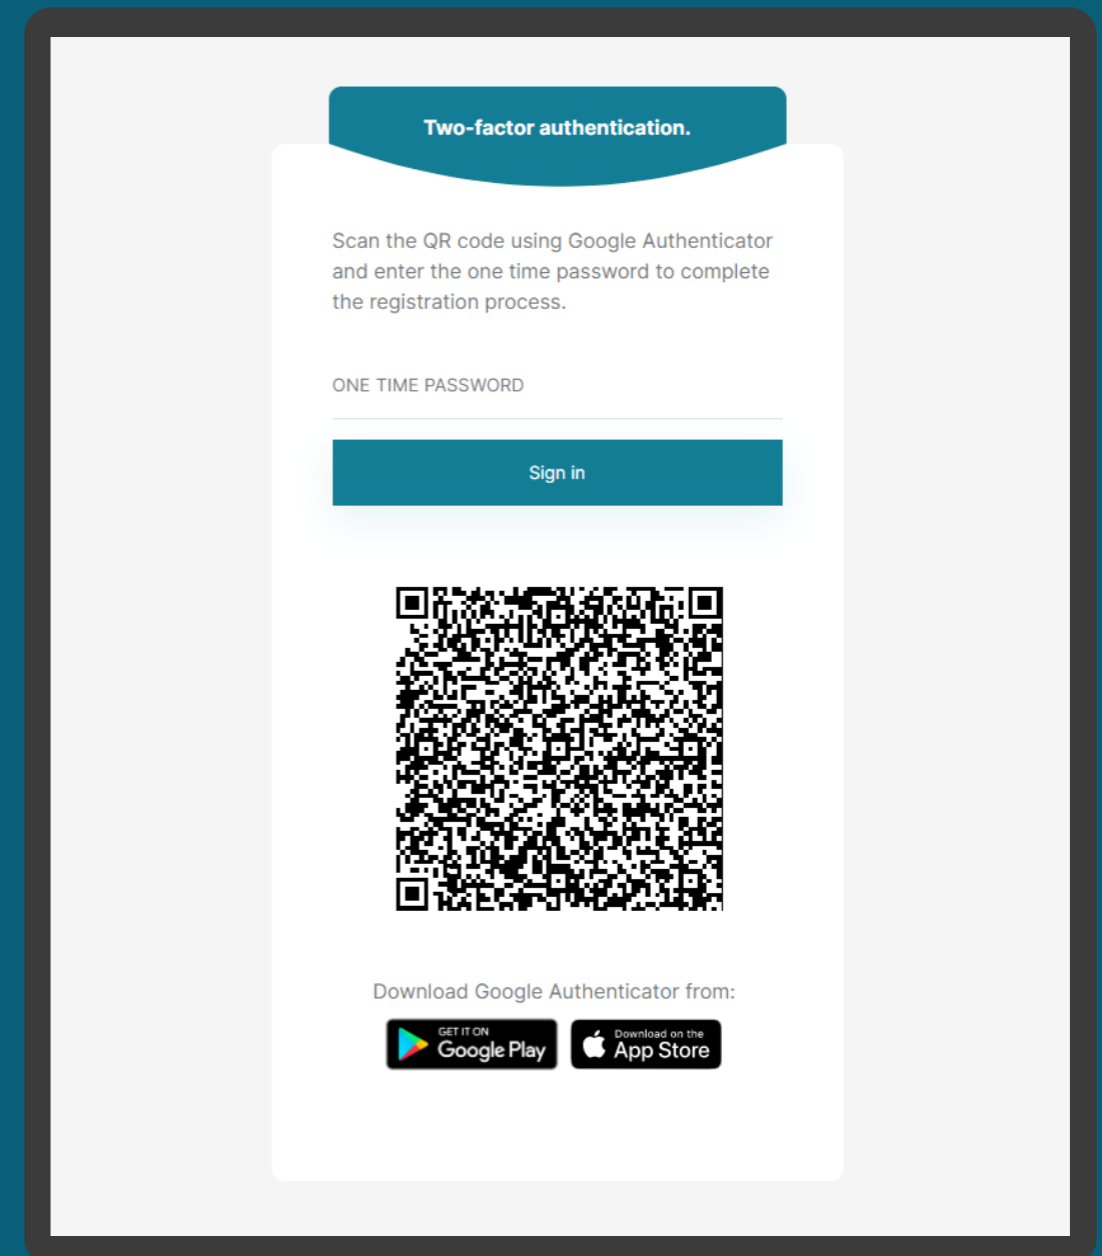 Two-factor authentication.
Scan the QR code using Google Authenticator
and enter the one time password to complete
the registration process.
ONE TIME PASSWORD
Sign in
Download Google Authenticator from:
GET IT ON
Google Play
Download on the
App Store